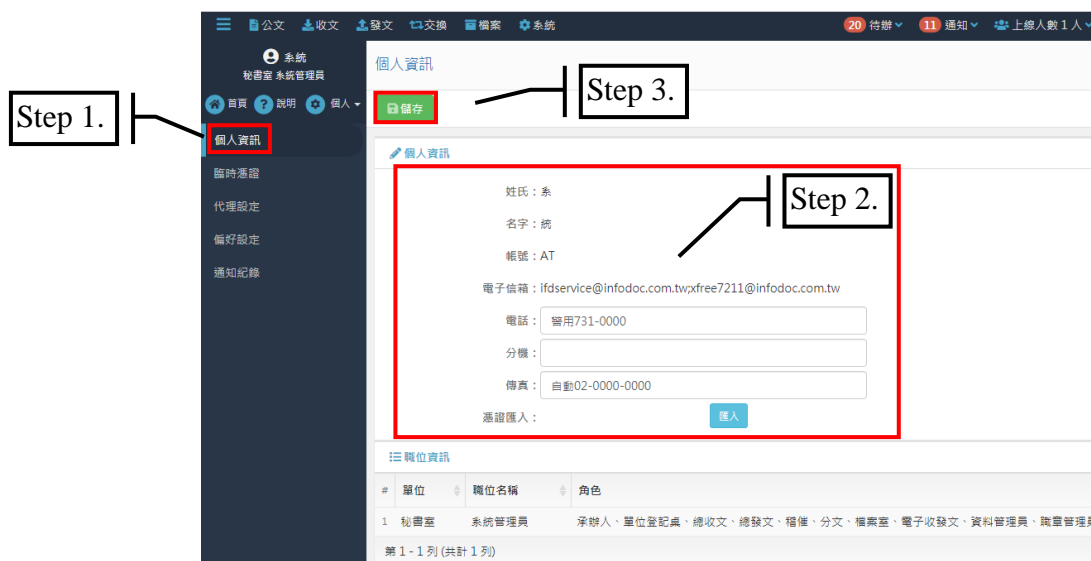 公文 收文 發文 交換 檔案 系統 20 待辦 11 通知 上線人數 1 人
系統
秘書室 系統管理員
首頁 說明 個人
個人資訊
臨時憑證
代理設定
偏好設定
通知紀錄
Step 1.
個人資訊
儲存
Step 3.
個人資訊
Step 2.
姓氏：系
名字：統
帳號：AT
電子信箱：ifdservice@infodoc.com.tw;xfree7211@infodoc.com.tw
電話： 警用731-0000
分機：
傳真： 自動02-0000-0000
憑證匯入： 匯入
職位資訊
# 單位 職位名稱 角色
1 秘書室 系統管理員 承辦人、單位登記桌、總收文、總發文、稽催、分文、檔案室、電子收發文、資料管理員、職章管理員
第 1 - 1 列 (共計 1 列)